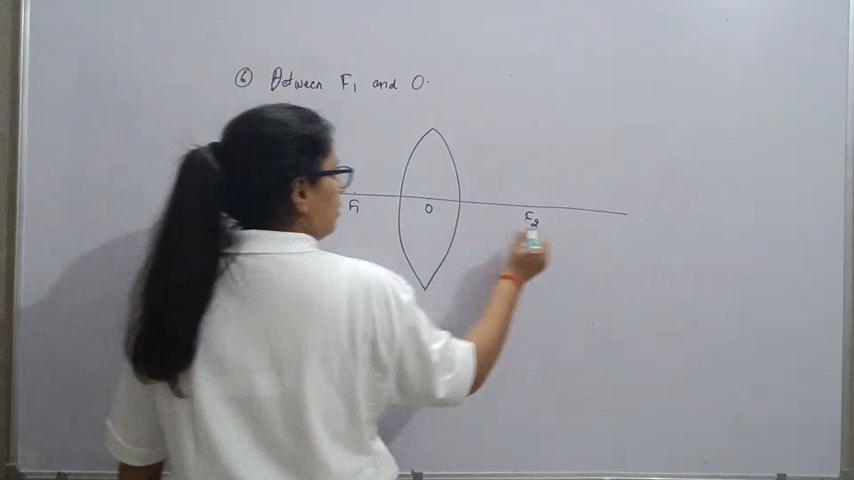 ⑥ Between F₁ and O.
F₁ O F₂